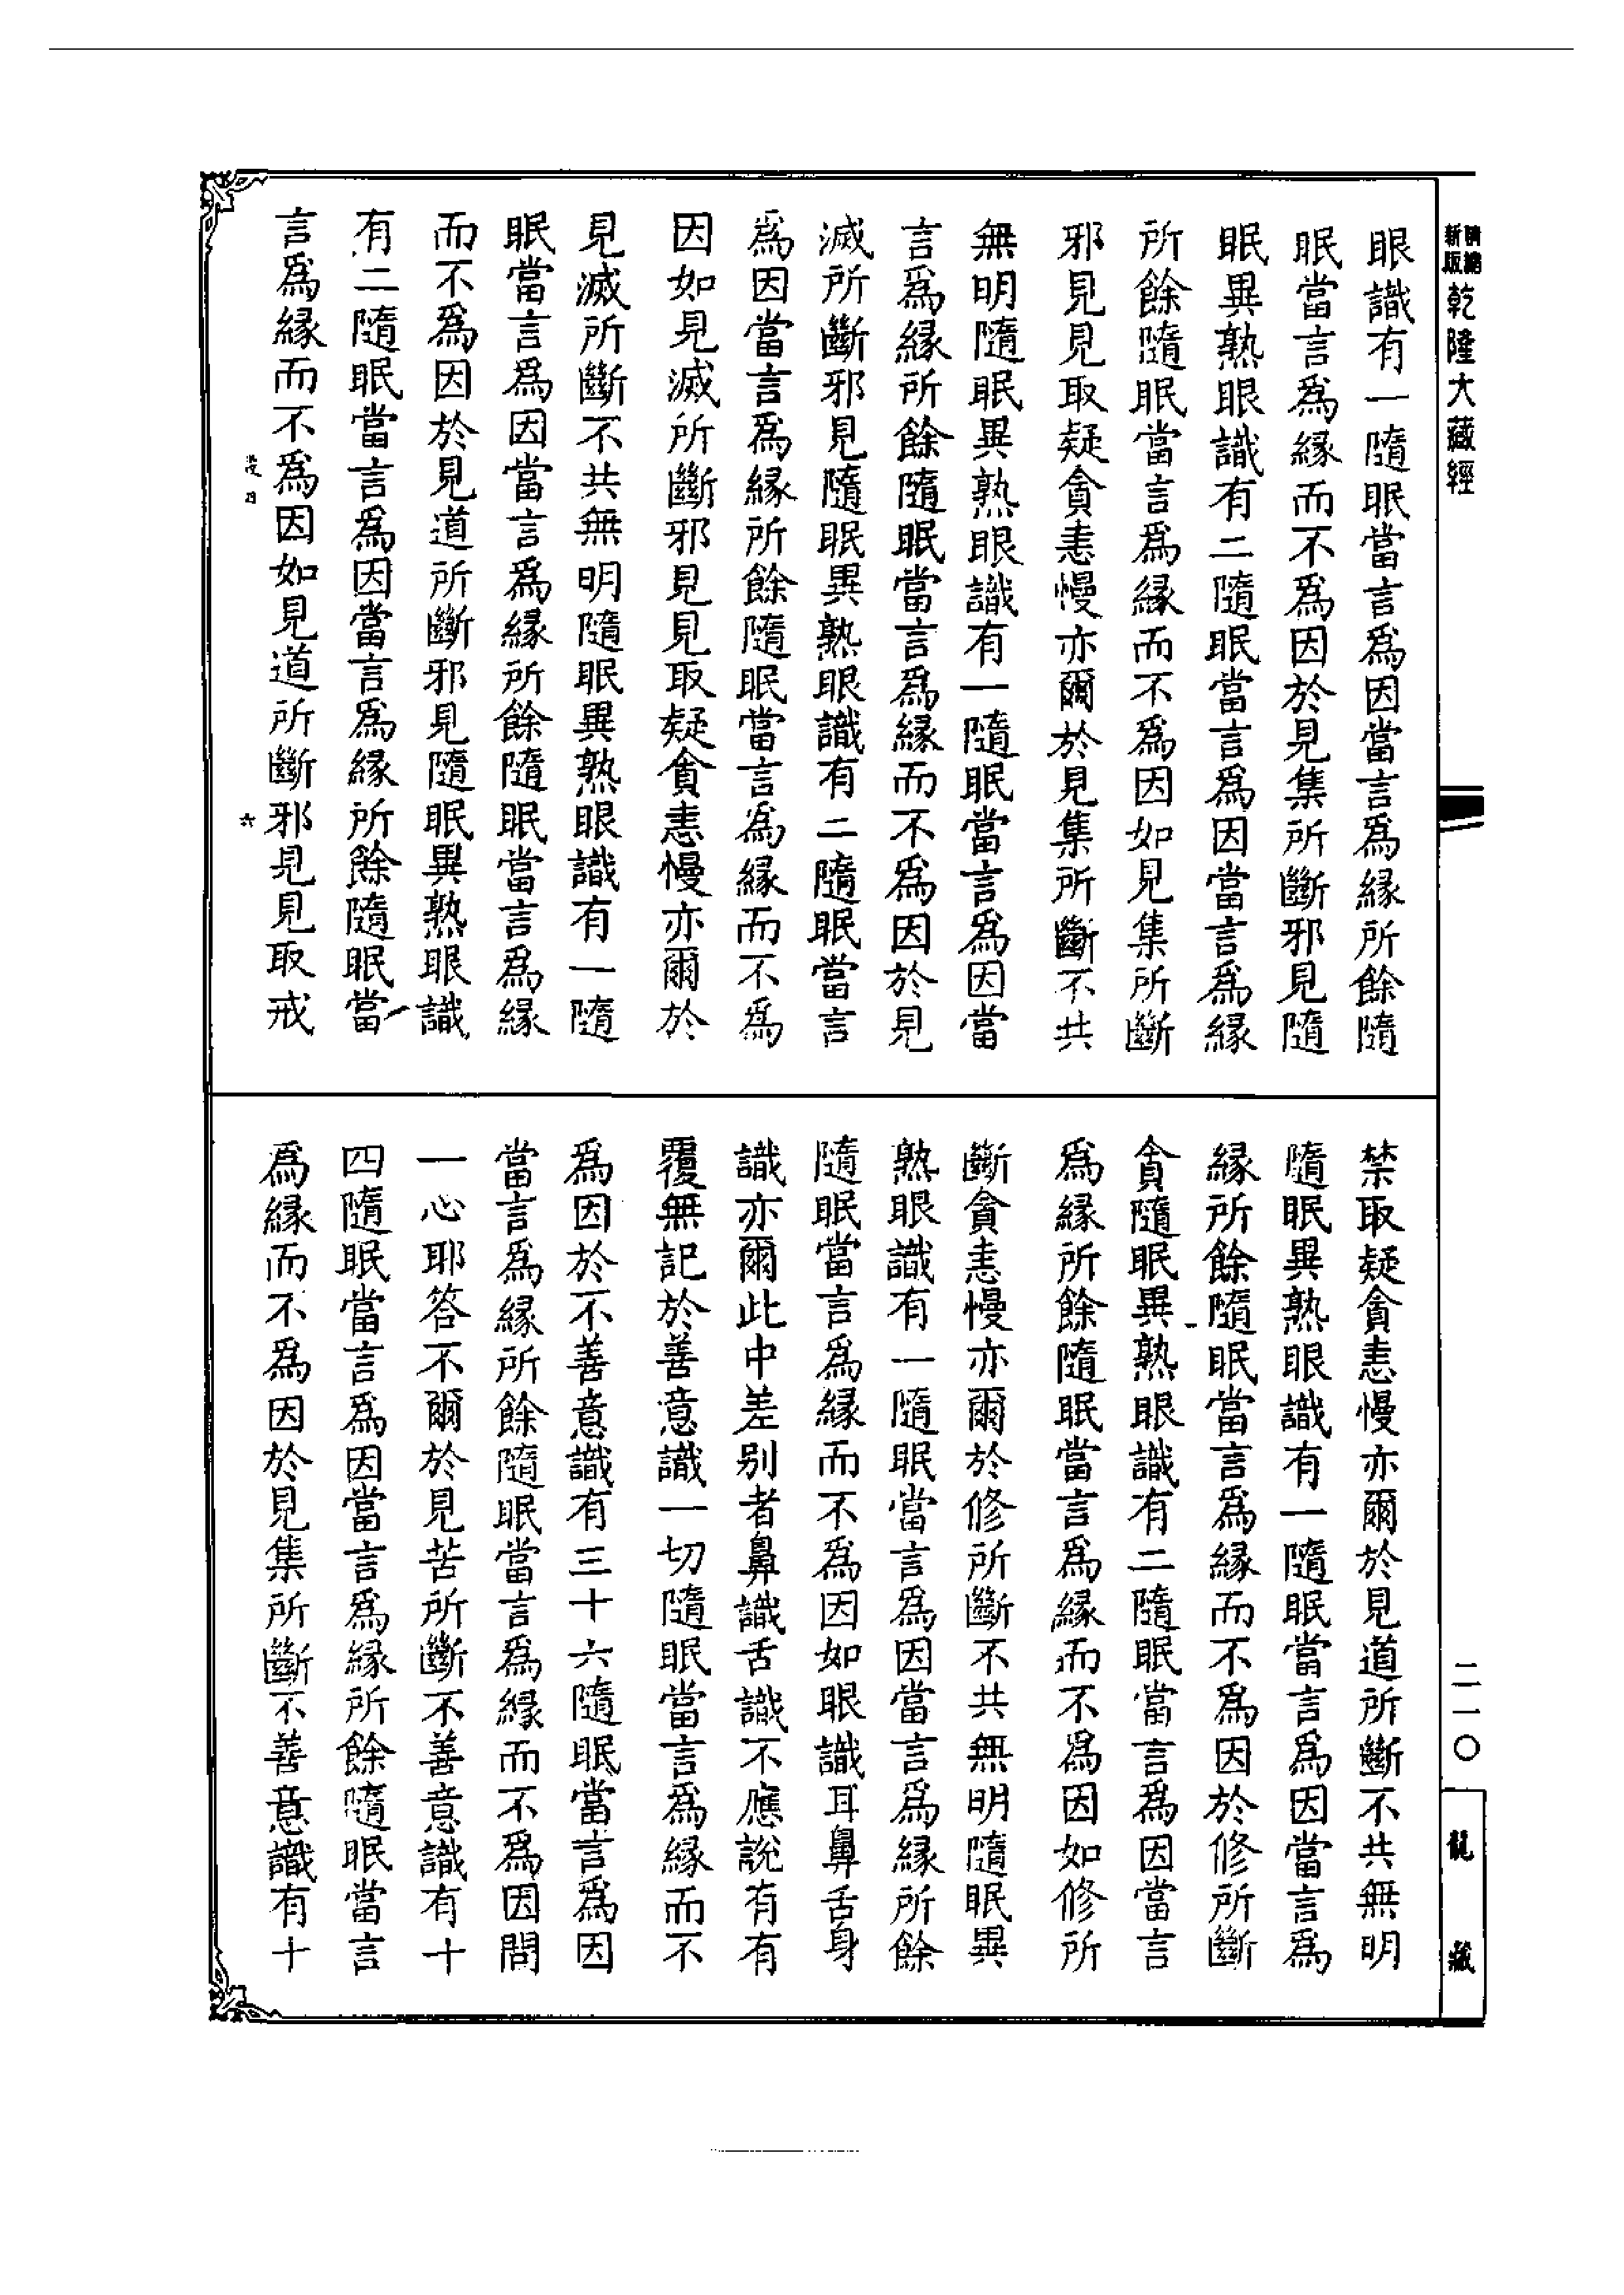 新版
乾隆大藏經
眼識有一隨眠當言爲因當言爲緣所餘隨
眠當言爲緣而不爲因於見集所斷邪見隨
眠異熟眼識有二隨眠當言爲因當言爲緣
所餘隨眠當言爲緣而不爲因如見集所斷
邪見見取疑貪恚慢亦爾於見集所斷不共
無明隨眠異熟眼識有一隨眠當言爲因當
言爲緣所餘隨眠當言爲緣而不爲因於見
滅所斷邪見隨眠異熟眼識有二隨眠當言
爲因當言爲緣所餘隨眠當言爲緣而不爲
因如見滅所斷邪見見取疑貪恚慢亦爾於
見滅所斷不共無明隨眠異熟眼識有一隨
眠當言爲因當言爲緣所餘隨眠當言爲緣
而不爲因於見道所斷邪見隨眠異熟眼識
有二隨眠當言爲因當言爲緣所餘隨眠當
言爲緣而不爲因如見道所斷邪見見取戒
六
禁取疑貪恚慢亦爾於見道所斷不共無明
隨眠異熟眼識有一隨眠當言爲因當言爲
緣所餘隨眠當言爲緣而不爲因於修所斷
貪隨眠異熟眼識有二隨眠當言爲因當言
爲緣所餘隨眠當言爲緣而不爲因如修所
斷貪恚慢亦爾於修所斷不共無明隨眠異
熟眼識有一隨眠當言爲因當言爲緣所餘
隨眠當言爲緣而不爲因如眼識耳鼻舌身
識亦爾此中差别者鼻識舌識不應說有有
覆無記於善意識一切隨眠當言爲緣而不
爲因於不善意識有三十六隨眠當言爲因
當言爲緣所餘隨眠當言爲緣而不爲因問
一心耶答不爾於見苦所斷不善意識有十
四隨眠當言爲因當言爲緣所餘隨眠當言
爲緣而不爲因於見集所斷不善意識有十
二一〇
龍藏